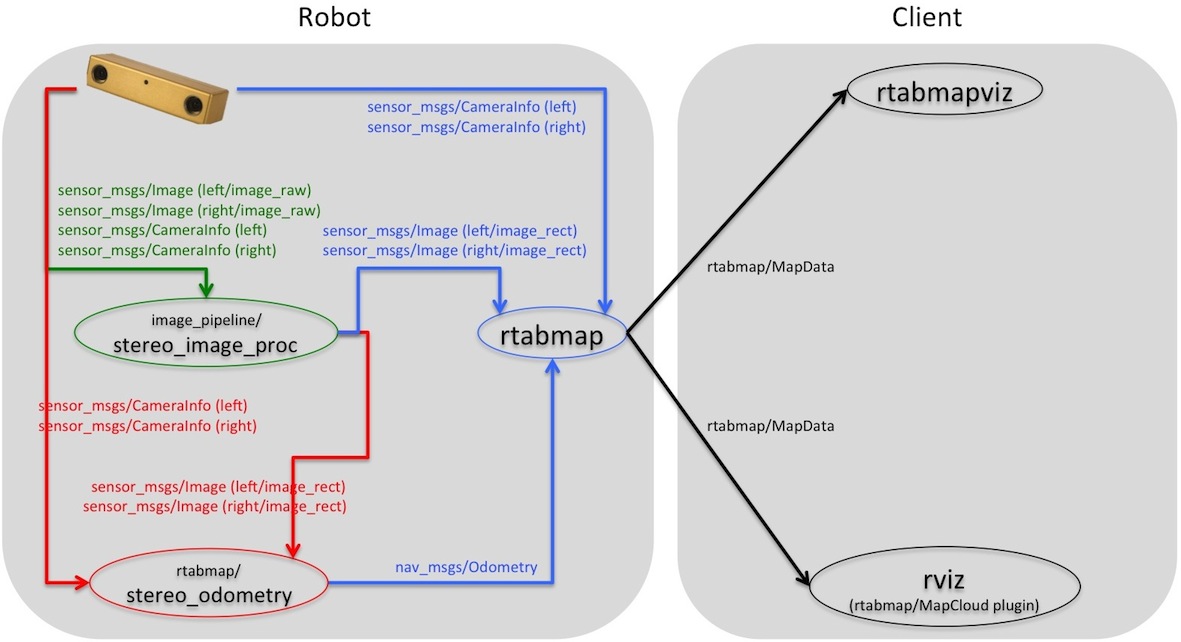 Robot
Client
sensor_msgs/CameraInfo (left)
sensor_msgs/CameraInfo (right)
rtabmapviz
sensor_msgs/Image (left/image_raw)
sensor_msgs/Image (right/image_raw)
sensor_msgs/CameraInfo (left)
sensor_msgs/CameraInfo (right)
sensor_msgs/Image (left/image_rect)
sensor_msgs/Image (right/image_rect)
rtabmap/MapData
image_pipeline/
stereo_image_proc
rtabmap
sensor_msgs/CameraInfo (left)
sensor_msgs/CameraInfo (right)
rtabmap/MapData
sensor_msgs/Image (left/image_rect)
sensor_msgs/Image (right/image_rect)
rtabmap/
stereo_odometry
nav_msgs/Odometry
rviz
(rtabmap/MapCloud plugin)